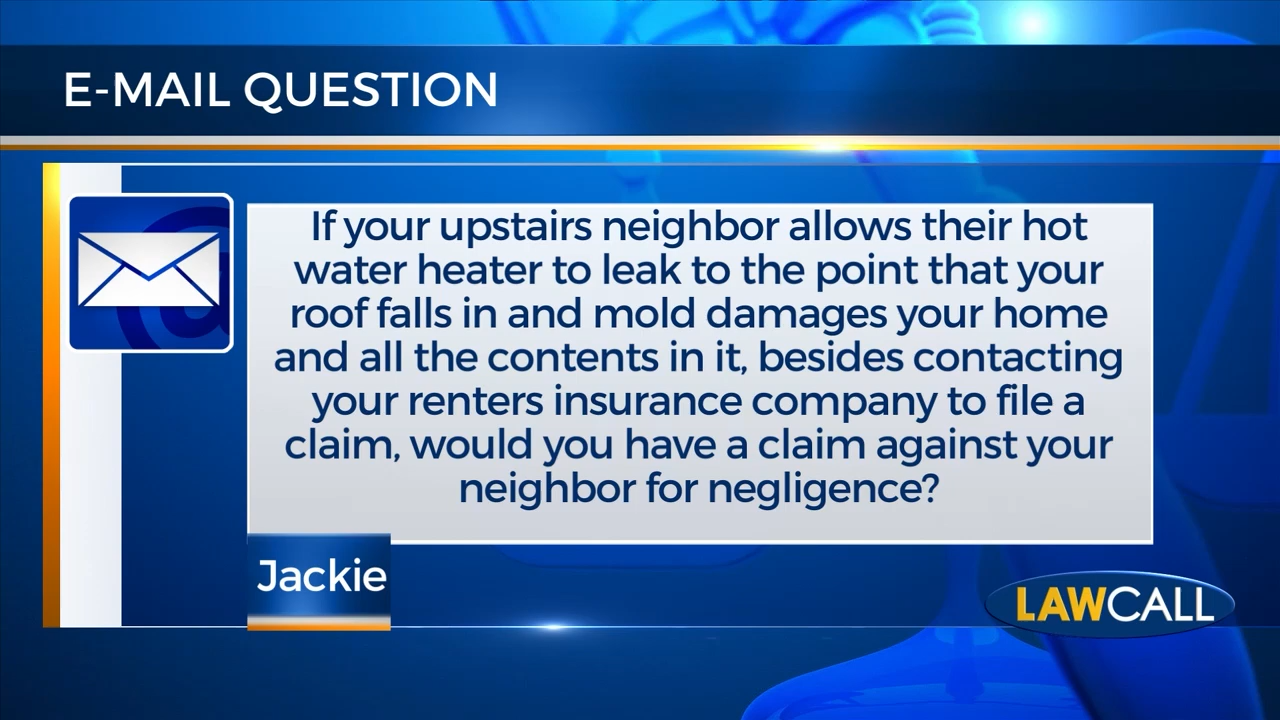 E-MAIL QUESTION
If your upstairs neighbor allows their hot
water heater to leak to the point that your
roof falls in and mold damages your home
and all the contents in it, besides contacting
your renters insurance company to file a
claim, would you have a claim against your
neighbor for negligence?
Jackie
LAWCALL